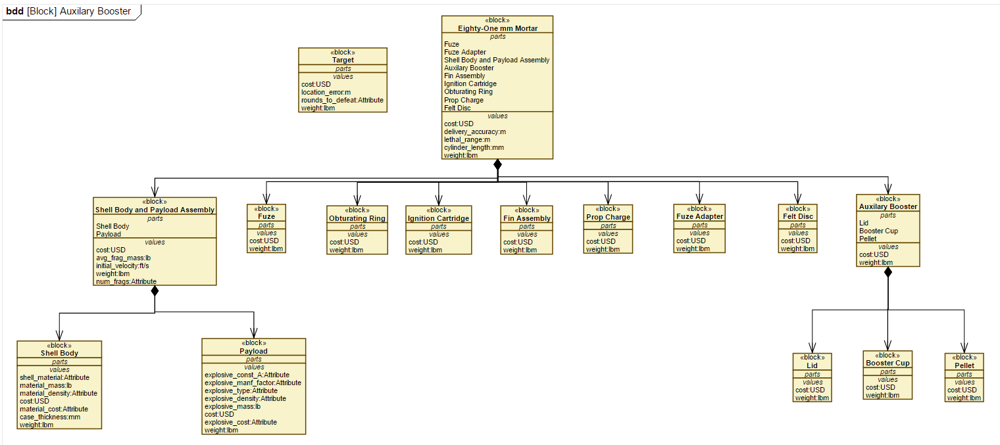 bdd [Block] Auxilary Booster
«block»
Eighty-One mm Mortar
parts
Fuze
Fuze Adapter
Shell Body and Payload Assembly
Auxilary Booster
Fin Assembly
Ignition Cartridge
Obturating Ring
Prop Charge
Felt Disc
values
cost:USD
delivery_accuracy:m
lethal_range:m
cylinder_length:mm
weight:lbm
«block»
Target
parts
values
cost:USD
location_error:m
rounds_to_defeat:Attribute
weight:lbm
«block»
Shell Body and Payload Assembly
parts
Shell Body
Payload
values
cost:USD
avg_frag_mass:lb
initial_velocity:ft/s
weight:lbm
num_frags:Attribute
«block»
Fuze
parts
values
cost:USD
weight:lbm
«block»
Obturating Ring
parts
values
cost:USD
weight:lbm
«block»
Ignition Cartridge
parts
values
cost:USD
weight:lbm
«block»
Fin Assembly
parts
values
cost:USD
weight:lbm
«block»
Prop Charge
parts
values
cost:USD
weight:lbm
«block»
Fuze Adapter
parts
values
cost:USD
weight:lbm
«block»
Felt Disc
parts
values
cost:USD
weight:lbm
«block»
Auxilary Booster
parts
Lid
Booster Cup
Pellet
values
cost:USD
weight:lbm
«block»
Shell Body
parts
values
shell_material:Attribute
material_mass:lb
material_density:Attribute
cost:USD
material_cost:Attribute
case_thickness:mm
weight:lbm
«block»
Payload
parts
values
explosive_const_A:Attribute
explosive_manf_factor:Attribute
explosive_type:Attribute
explosive_density:Attribute
explosive_mass:lb
cost:USD
explosive_cost:Attribute
weight:lbm
«block»
Lid
parts
values
cost:USD
weight:lbm
«block»
Booster Cup
parts
values
cost:USD
weight:lbm
«block»
Pellet
parts
values
cost:USD
weight:lbm